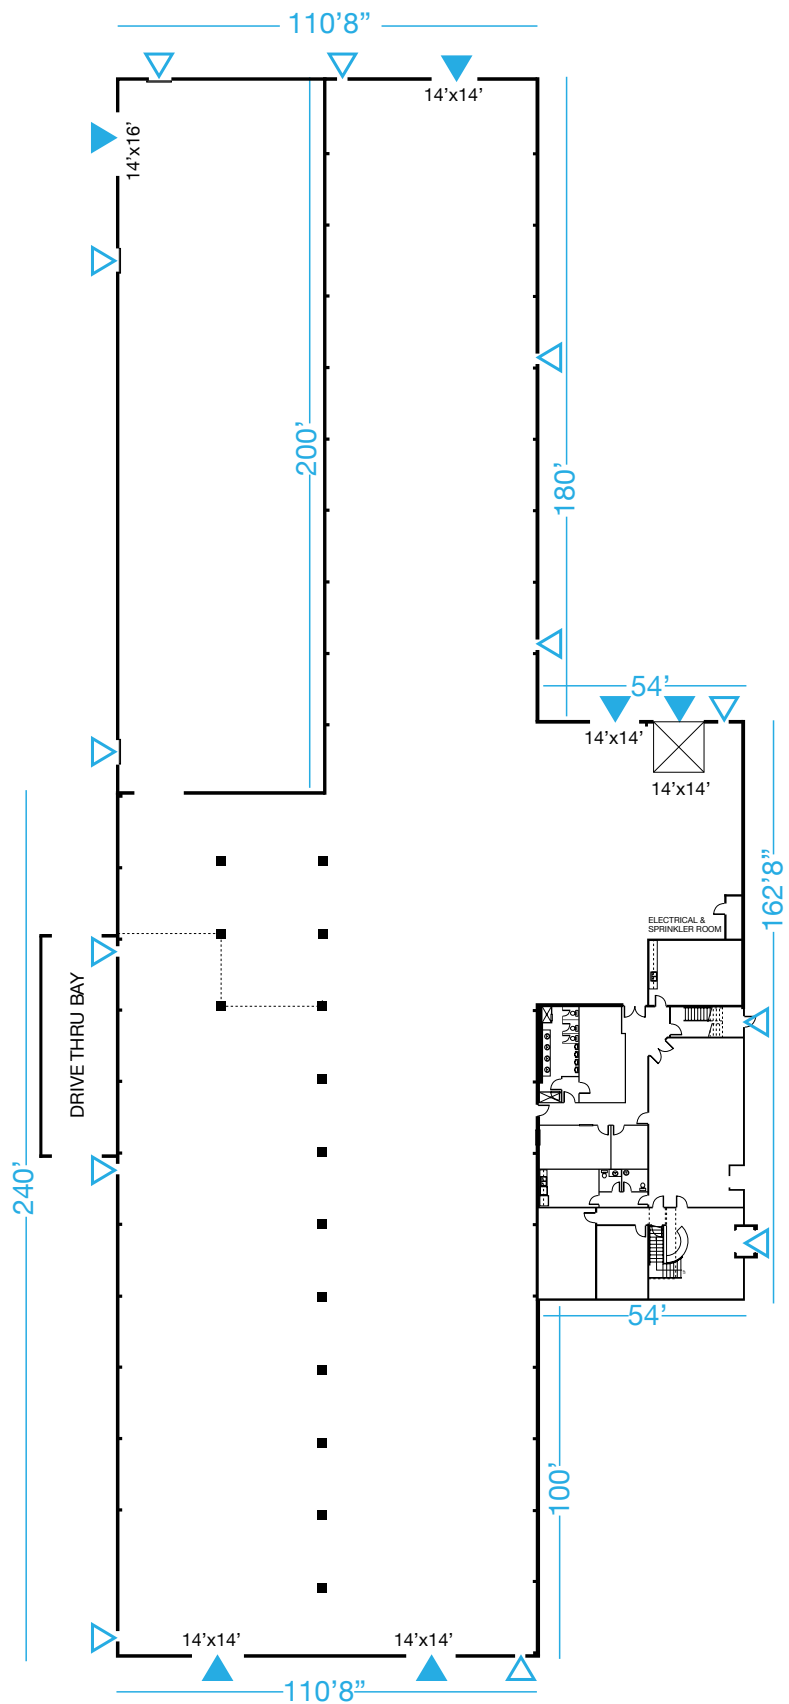 110’8”
14’x14’
14’x16’
200’
180’
54’
14’x14’
14’x14’
162’8”
ELECTRICAL &
SPRINKLER ROOM
DRIVE THRU BAY
240’
54’
100’
14’x14’
14’x14’
110’8”